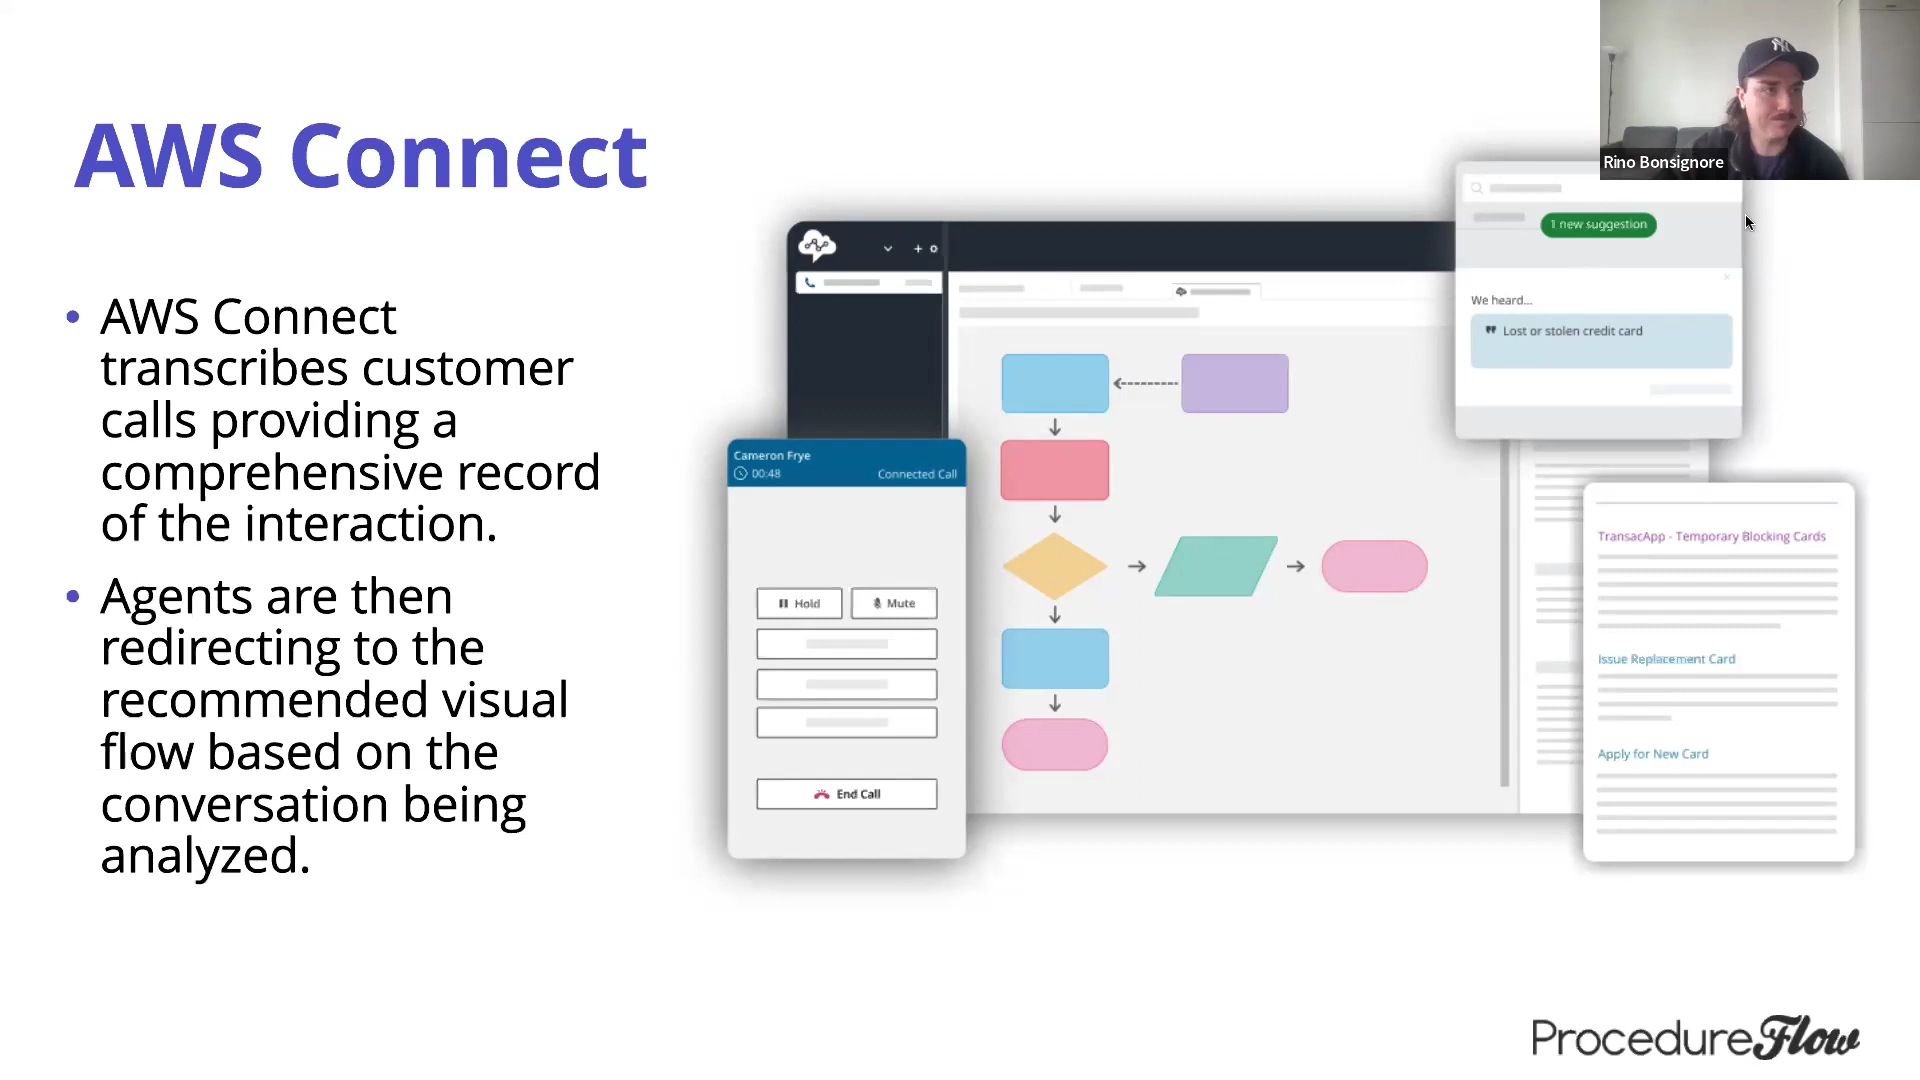 AWS Connect
• AWS Connect
transcribes customer
calls providing a
comprehensive record
of the interaction.
• Agents are then
redirecting to the
recommended visual
flow based on the
conversation being
analyzed.
Rino Bonsignore
1 new suggestion
We heard...
Lost or stolen credit card
Cameron Frye
00:48 Connected Call
Hold Mute
End Call
TransacApp - Temporary Blocking Cards
Issue Replacement Card
Apply for New Card
ProcedureFlow